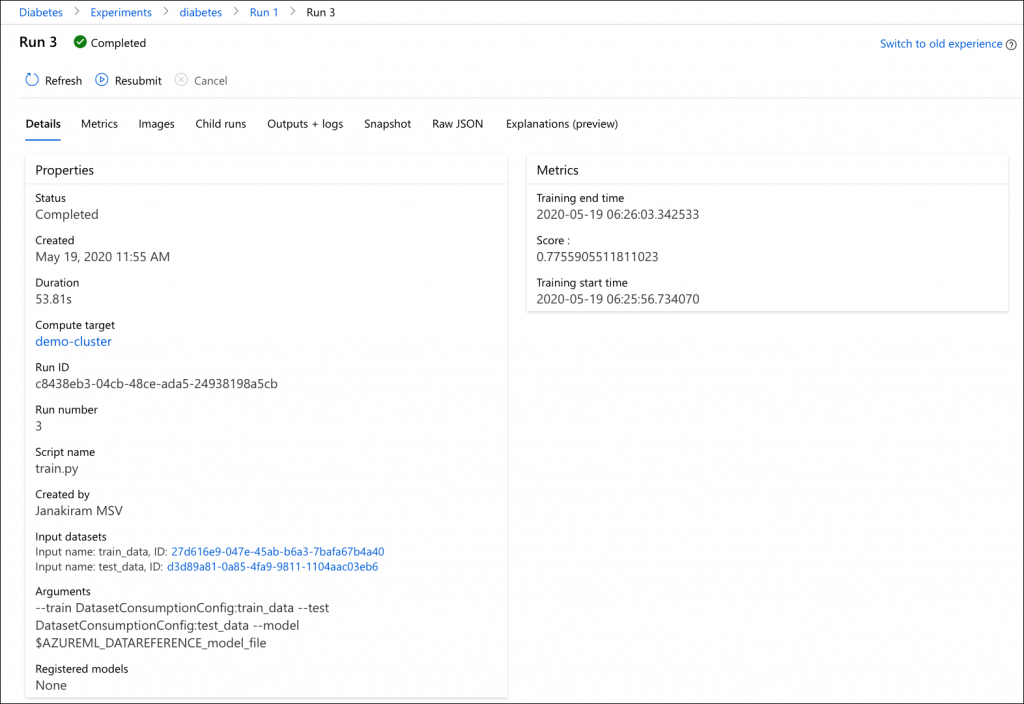 Diabetes > Experiments > diabetes > Run 1 > Run 3
Run 3 Completed
Switch to old experience
Refresh Resubmit Cancel
Details Metrics Images Child runs Outputs + logs Snapshot Raw JSON Explanations (preview)
Properties
Status
Completed
Created
May 19, 2020 11:55 AM
Duration
53.81s
Compute target
demo-cluster
Run ID
c8438eb3-04cb-48ce-ada5-24938198a5cb
Run number
3
Script name
train.py
Created by
Janakiram MSV
Input datasets
Input name: train_data, ID: 27d616e9-047e-45ab-b6a3-7bafa67b4a40
Input name: test_data, ID: d3d89a81-0a85-4fa9-9811-1104aac03eb6
Arguments
--train DatasetConsumptionConfig:train_data --test
DatasetConsumptionConfig:test_data --model
$AZUREML_DATAREFERENCE_model_file
Registered models
None
Metrics
Training end time
2020-05-19 06:26:03.342533
Score :
0.7755905511811023
Training start time
2020-05-19 06:25:56.734070